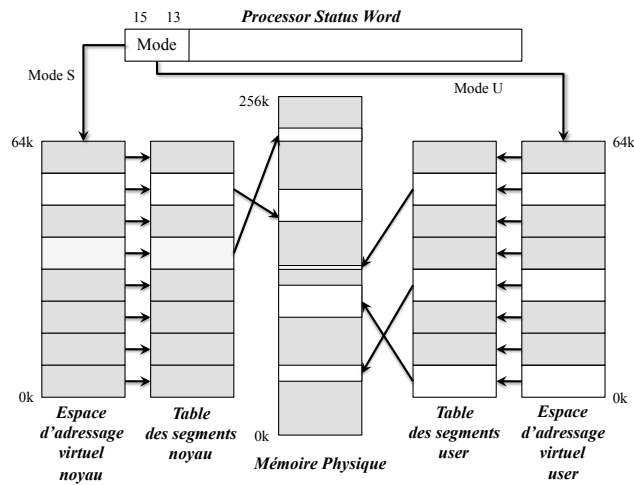 Processor Status Word
15 13
Mode
Mode S
Mode U
256k
64k
64k
0k
0k
0k
Espace
d'adressage
virtuel
noyau
Table
des segments
noyau
Mémoire Physique
Table
des segments
user
Espace
d'adressage
virtuel
user